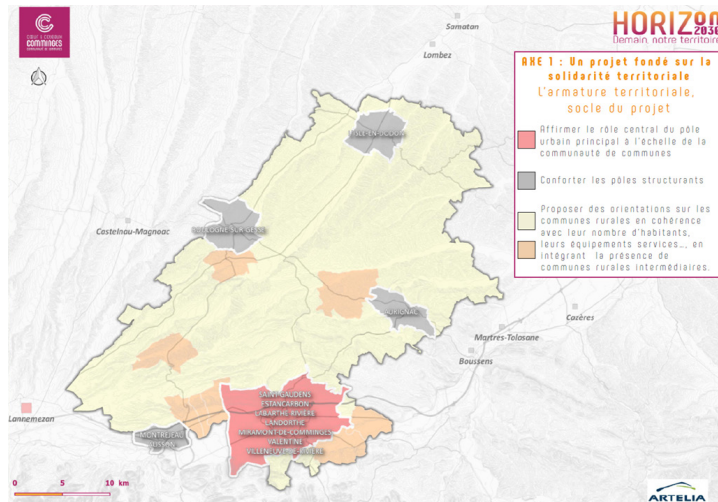 CŒUR & COTEAUX
COMMINGES
HORIZON
2030
Demain, notre territoire
AXE 1 : Un projet fondé sur la
solidarité territoriale
L'armature territoriale,
socle du projet
Affirmer le rôle central du pôle
urbain principal à l'échelle de la
communauté de communes
Conforter les pôles structurants
Proposer des orientations sur les
communes rurales en cohérence
avec leur nombre d'habitants,
leurs équipements services…, en
intégrant la présence de
communes rurales intermédiaires.
Samatan
Lombez
L'ISLE-EN-DODON
Castelnau-Magnoac
BOULOGNE-SUR-GESSE
AURIGNAC
Cazères
Martres-Tolosane
Boussens
Lannemezan
SAINT-GAUDENS
ESTANCARBON
LABARTHE-RIVIÈRE
LANDORTHE
MIRAMONT-DE-COMMINGES
VALENTINE
VILLENEUVE-DE-RIVIÈRE
MONTRÉJEAU
0 5 10 km
ARTELIA